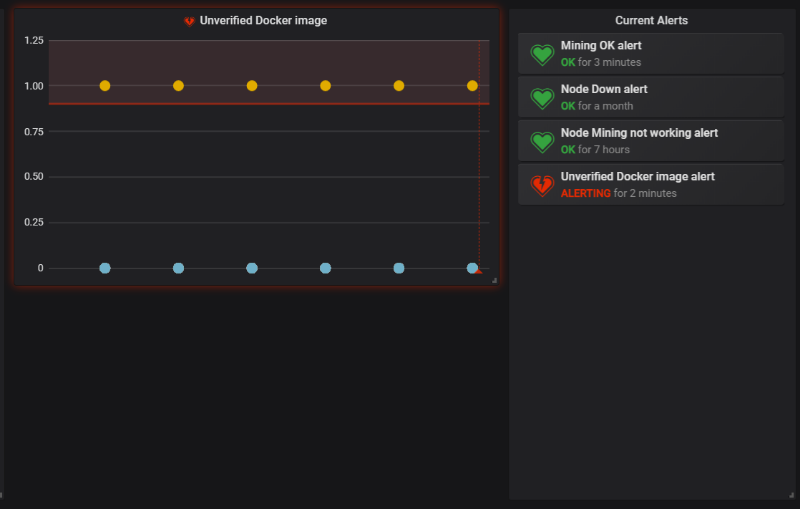 Unverified Docker image
1.25
1.00
0.75
0.50
0.25
0
Current Alerts
Mining OK alert
OK for 3 minutes
Node Down alert
OK for a month
Node Mining not working alert
OK for 7 hours
Unverified Docker image alert
ALERTING for 2 minutes